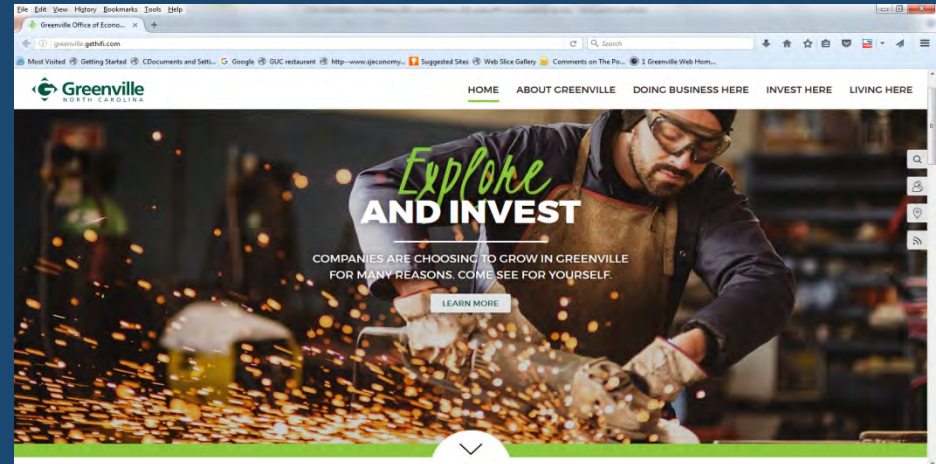 File Edit View History Bookmarks Tools Help
Greenville Office of Econo... × +
greenville.gethifi.com Search
Most Visited Getting Started CDocuments and Setti... Google GUC restaurant http--www.sjeconomy... Suggested Sites Web Slice Gallery Comments on The Po... 1 Greenville Web Hom...
Greenville
NORTH CAROLINA
HOME ABOUT GREENVILLE DOING BUSINESS HERE INVEST HERE LIVING HERE
Explore
AND INVEST
COMPANIES ARE CHOOSING TO GROW IN GREENVILLE
FOR MANY REASONS. COME SEE FOR YOURSELF.
LEARN MORE